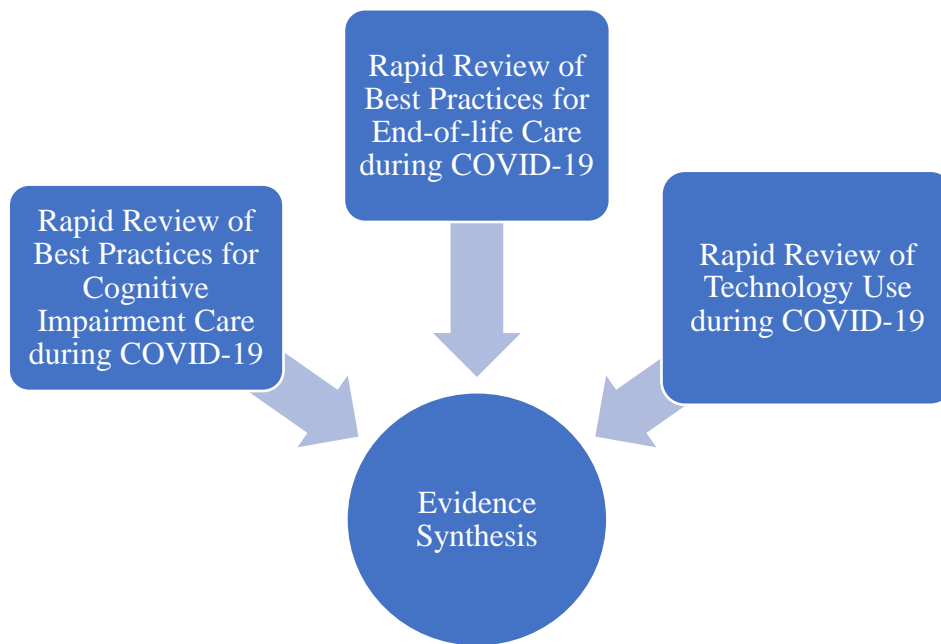 Rapid Review of
Best Practices for
End-of-life Care
during COVID-19
Rapid Review of
Best Practices for
Cognitive
Impairment Care
during COVID-19
Rapid Review of
Technology Use
during COVID-19
Evidence
Synthesis